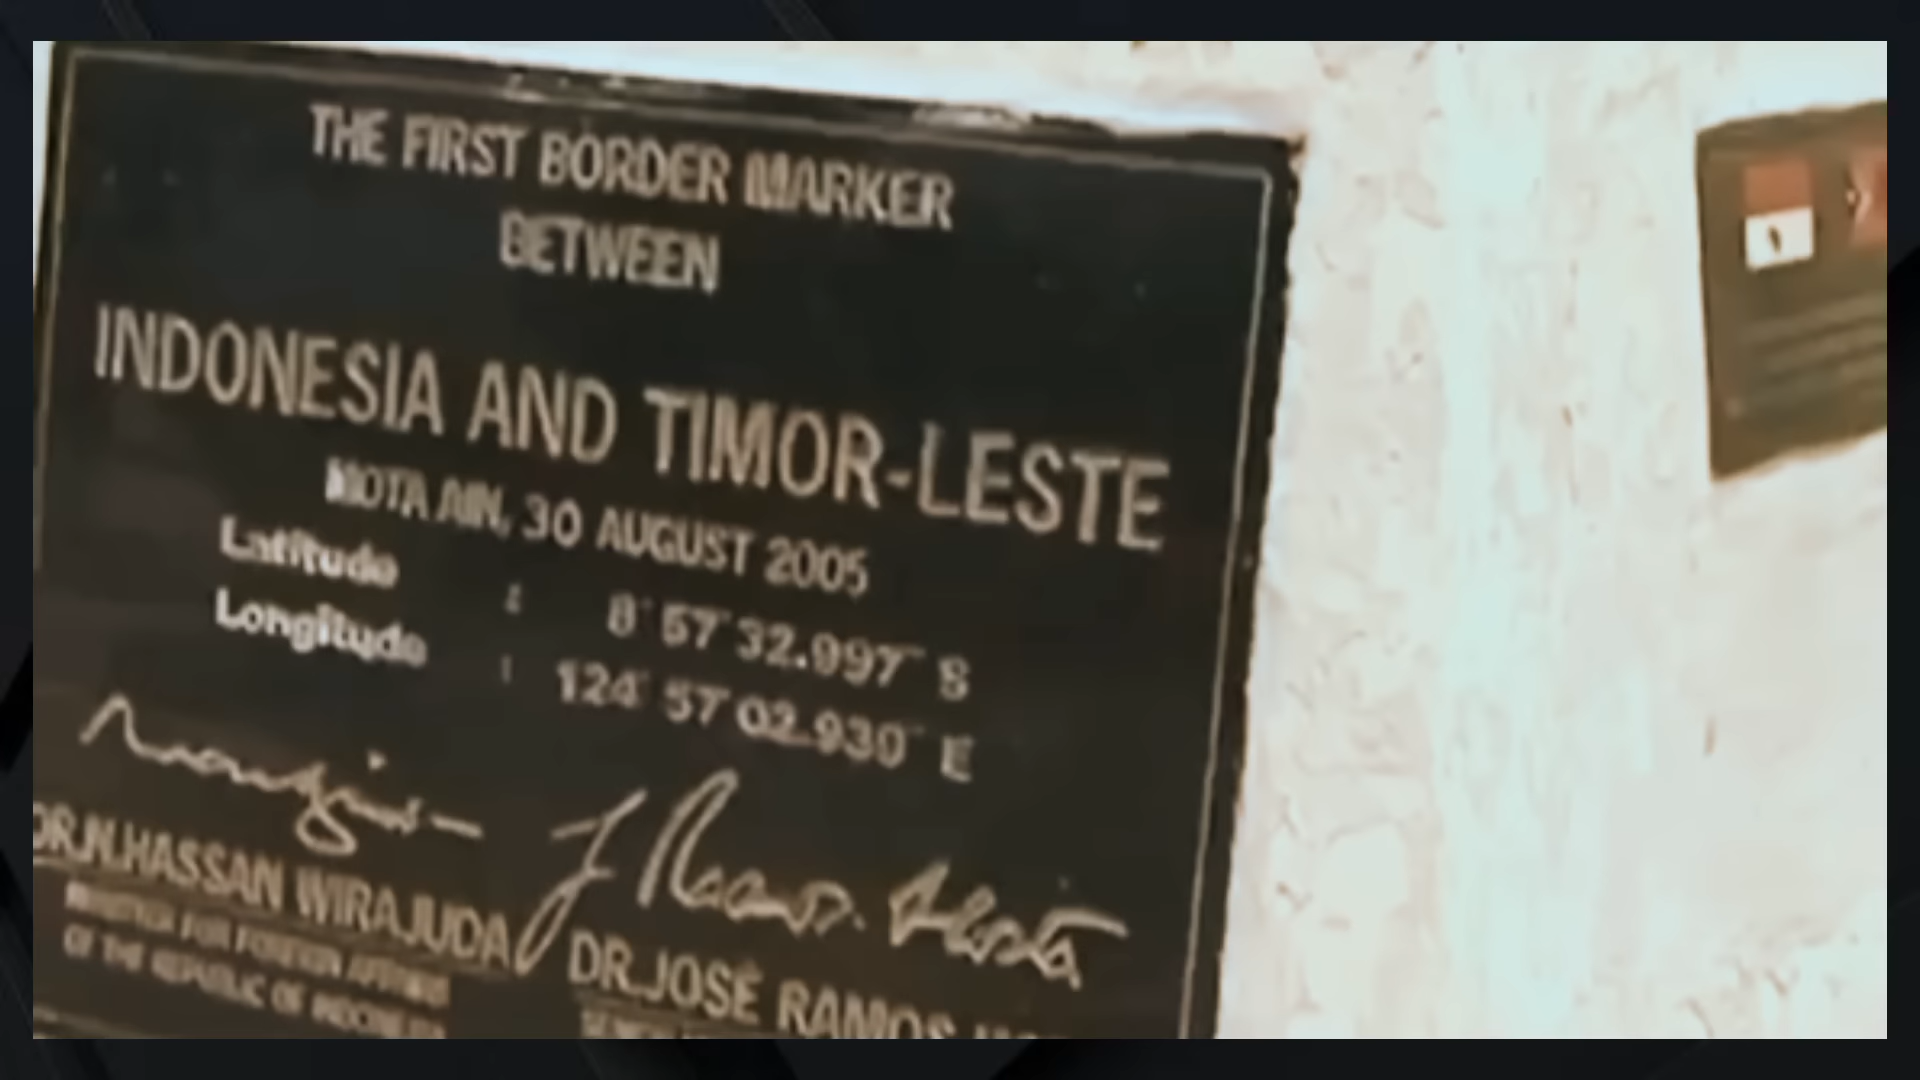 THE FIRST BORDER MARKER
BETWEEN
INDONESIA AND TIMOR-LESTE
MOTA AIN, 30 AUGUST 2005
Latitude : 8° 57' 32.997" S
Longitude : 124° 57' 02.930" E
J Ramos-Horta
DR.N.HASSAN WIRAJUDA
DR.JOSÉ RAMOS
MINISTER FOR FOREIGN AFFAIRS
OF THE REPUBLIC OF INDONESIA